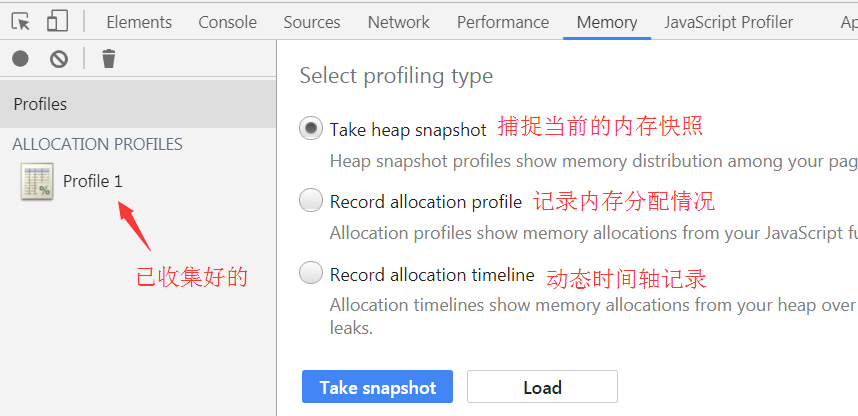 Elements Console Sources Network Performance Memory JavaScript Profiler
Profiles
ALLOCATION PROFILES
Profile 1
已收集好的
Select profiling type
Take heap snapshot 捕捉当前的内存快照
Heap snapshot profiles show memory distribution among your pag
Record allocation profile 记录内存分配情况
Allocation profiles show memory allocations from your JavaScript fu
Record allocation timeline 动态时间轴记录
Allocation timelines show memory allocations from your heap over
leaks.
Take snapshot Load